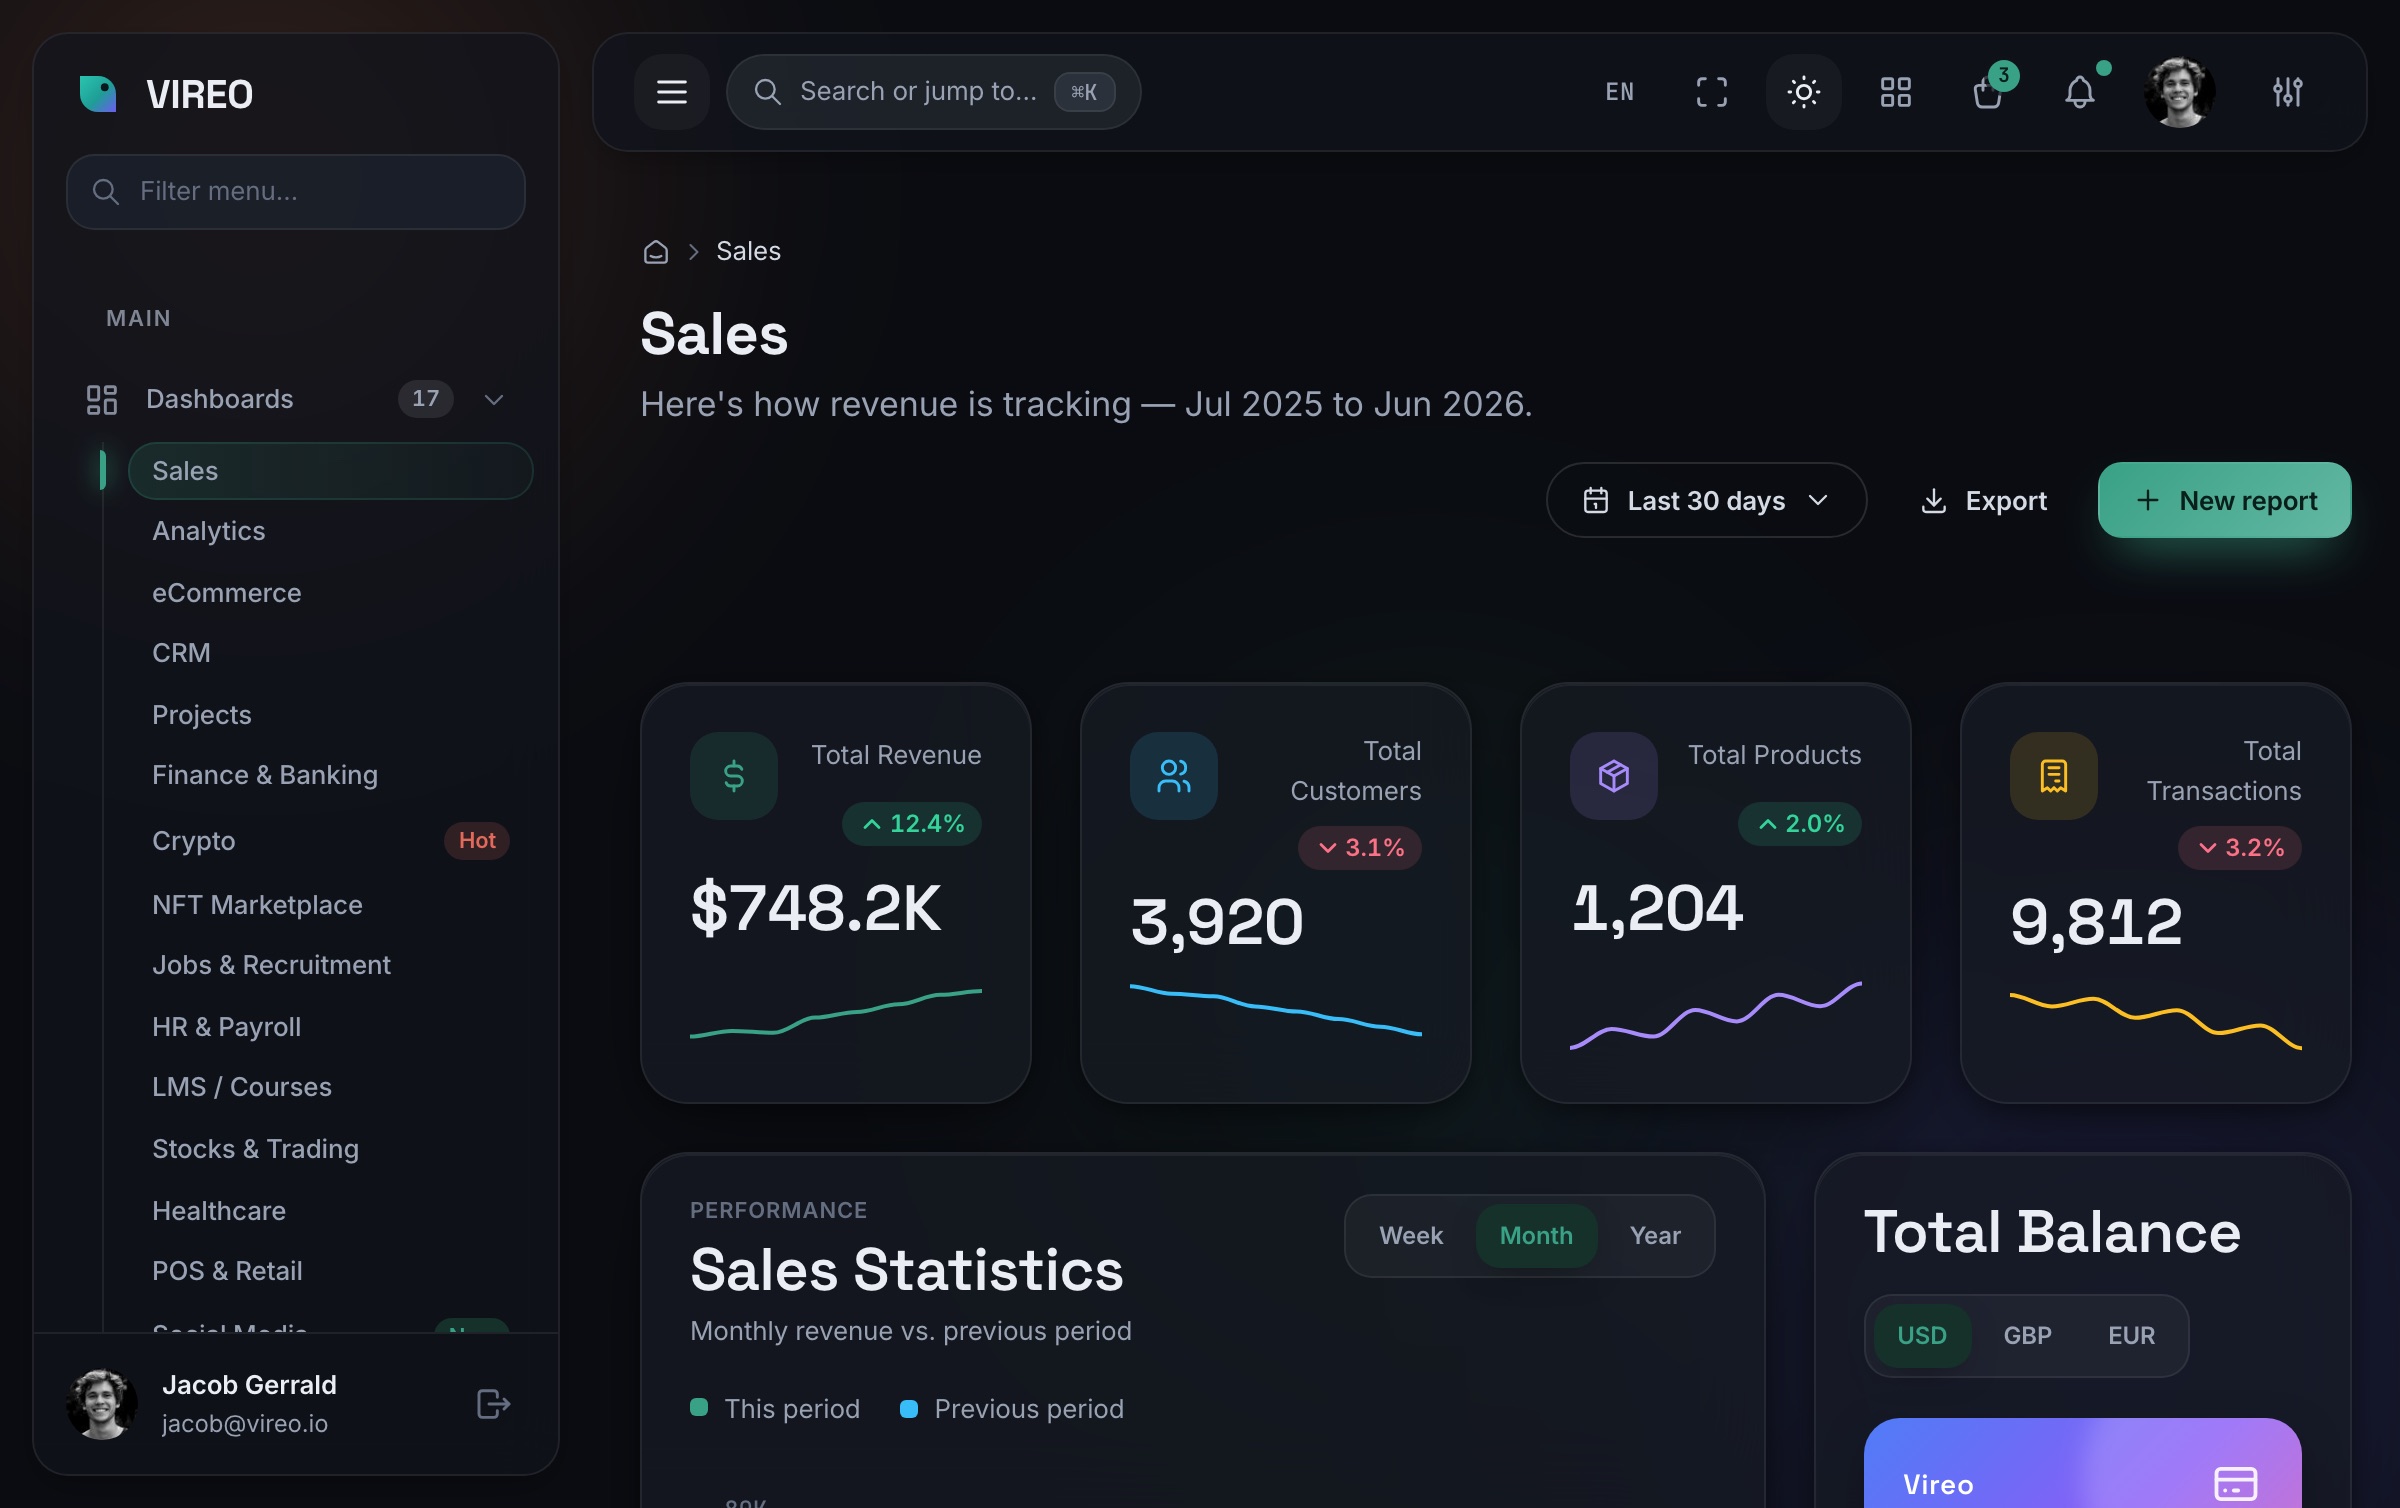 VIREO
Filter menu...
MAIN
Dashboards 17
Sales
Analytics
eCommerce
CRM
Projects
Finance & Banking
Crypto Hot
NFT Marketplace
Jobs & Recruitment
HR & Payroll
LMS / Courses
Stocks & Trading
Healthcare
POS & Retail
Social Media
Jacob Gerrald
jacob@vireo.io
Search or jump to... ⌘K
EN
3
Sales
Sales
Here's how revenue is tracking — Jul 2025 to Jun 2026.
Last 30 days
Export
New report
Total Revenue
12.4%
$748.2K
Total
Customers
3.1%
3,920
Total Products
2.0%
1,204
Total
Transactions
3.2%
9,812
PERFORMANCE
Sales Statistics
Monthly revenue vs. previous period
Week Month Year
This period Previous period
80K
Total Balance
USD GBP EUR
Vireo